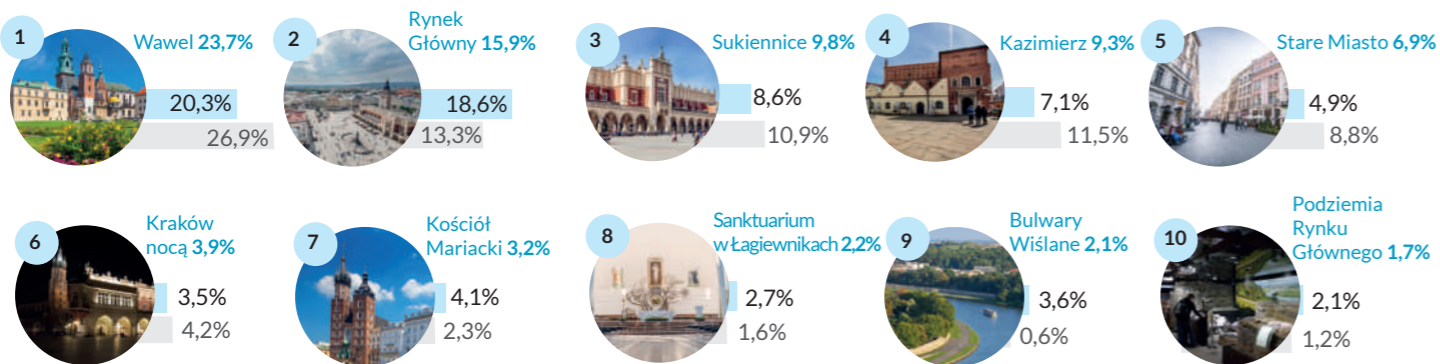 1
Wawel 23,7%
20,3%
26,9%
2
Rynek
Główny 15,9%
18,6%
13,3%
3
Sukiennice 9,8%
8,6%
10,9%
4
Kazimierz 9,3%
7,1%
11,5%
5
Stare Miasto 6,9%
4,9%
8,8%
6
Kraków
nocą 3,9%
3,5%
4,2%
7
Kościół
Mariacki 3,2%
4,1%
2,3%
8
Sanktuarium
w Łagiewnikach 2,2%
2,7%
1,6%
9
Bulwary
Wiślane 2,1%
3,6%
0,6%
10
Podziemia
Rynku
Głównego 1,7%
2,1%
1,2%